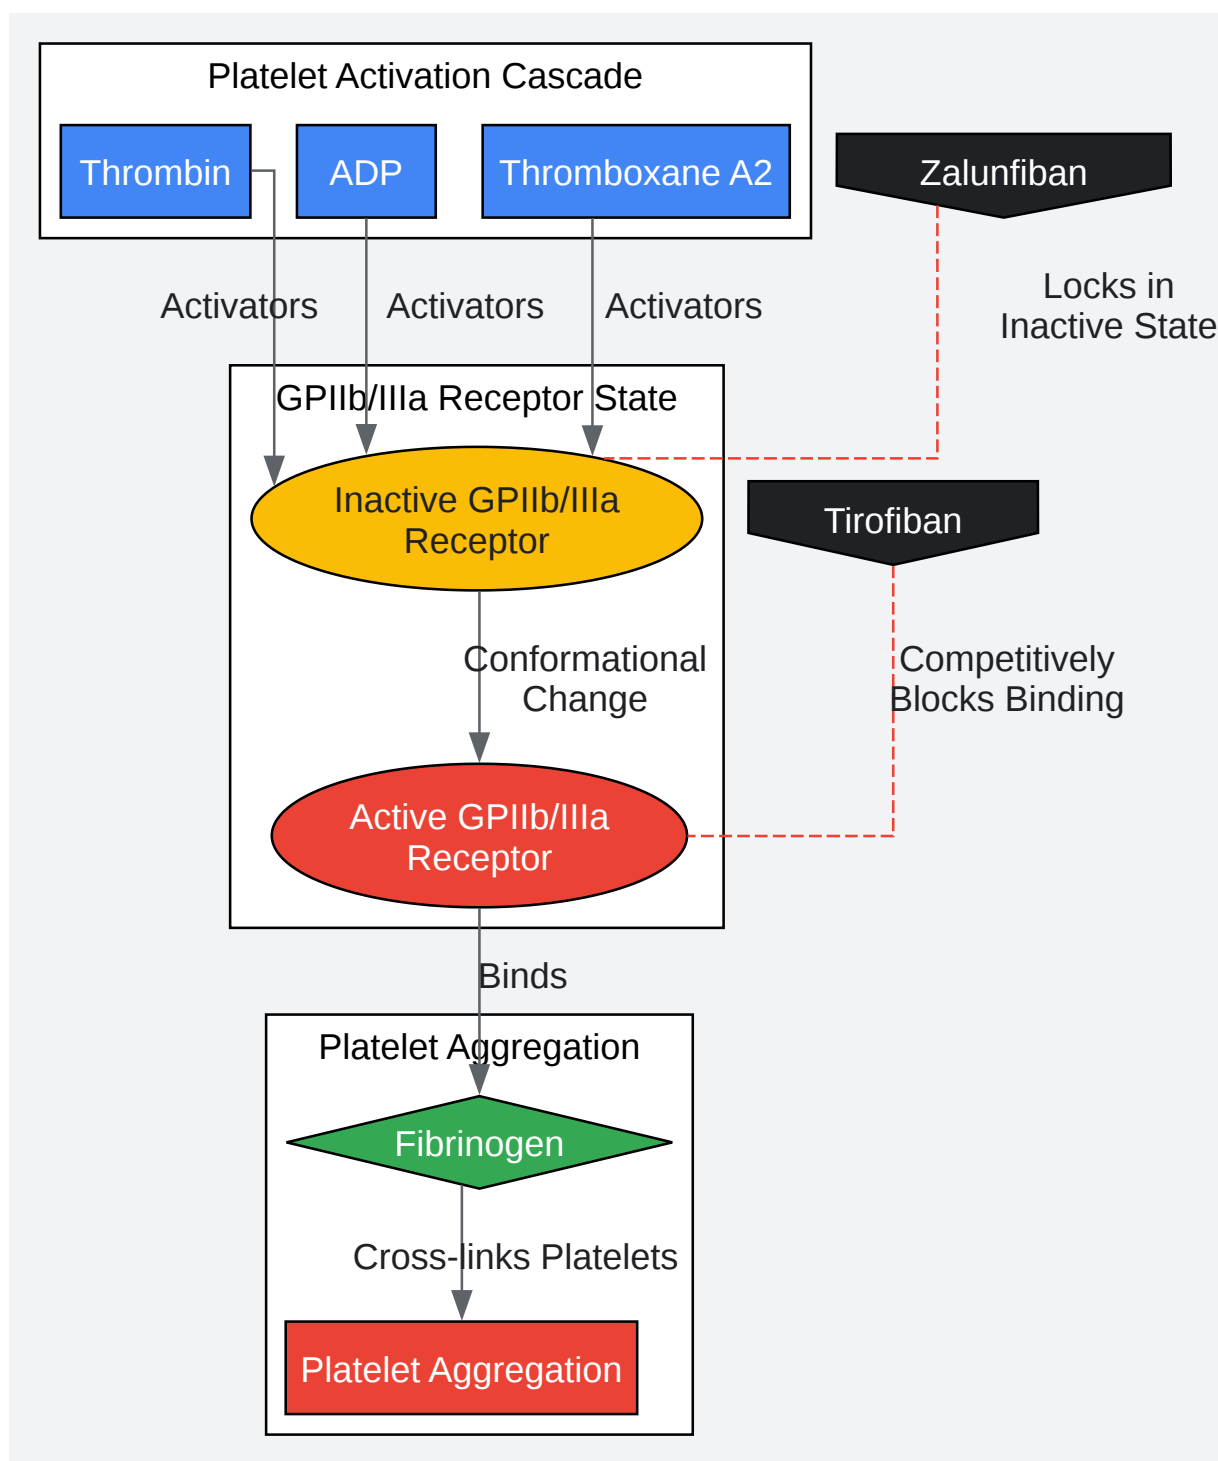 Platelet Activation Cascade
Thrombin
ADP
Thromboxane A2
Zalunfiban
Activators
Activators
Activators
Locks in
Inactive State
GPIIb/IIIa Receptor State
Inactive GPIIb/IIIa
Receptor
Tirofiban
Conformational
Change
Competitively
Blocks Binding
Active GPIIb/IIIa
Receptor
Binds
Platelet Aggregation
Fibrinogen
Cross-links Platelets
Platelet Aggregation